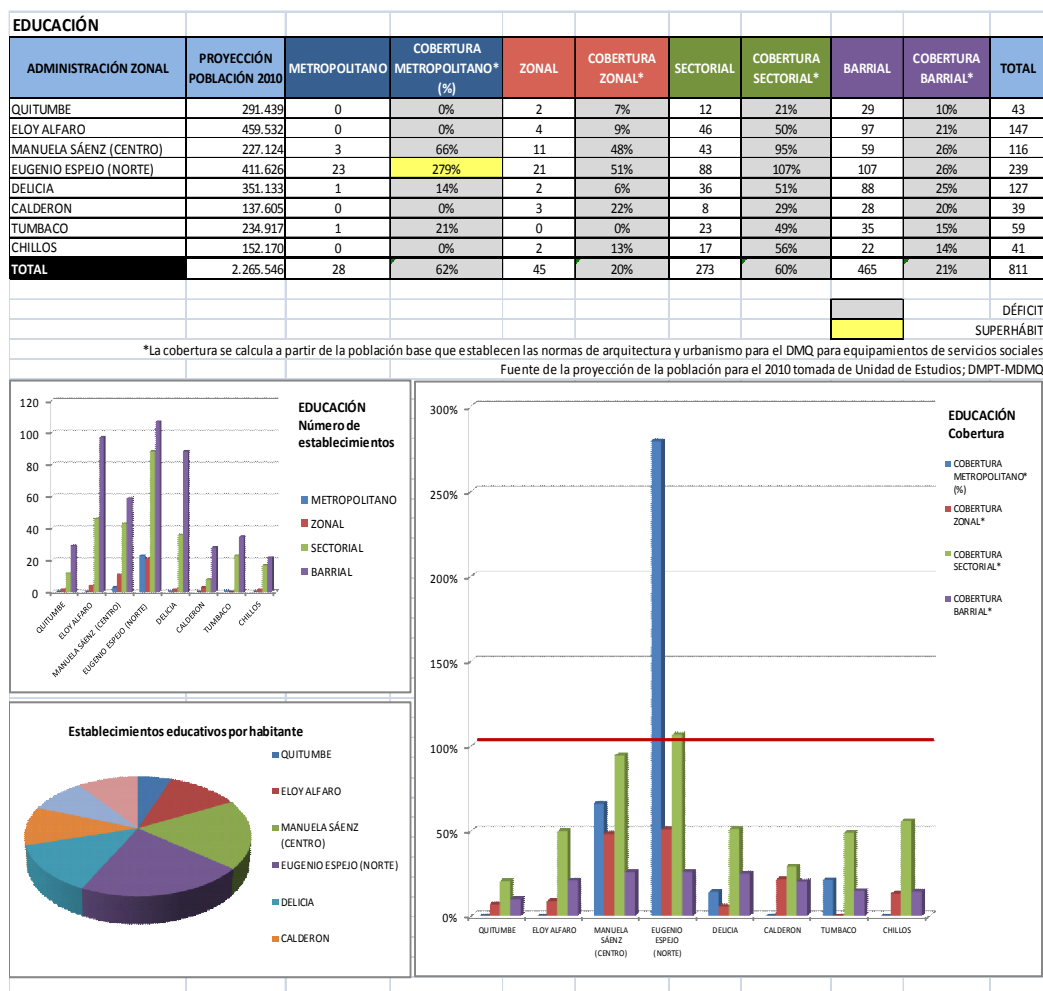 EDUCACIÓN
ADMINISTRACIÓN ZONAL PROYECCIÓN POBLACIÓN 2010 METROPOLITANO COBERTURA METROPOLITANO* (%) ZONAL COBERTURA ZONAL* SECTORIAL COBERTURA SECTORIAL* BARRIAL COBERTURA BARRIAL* TOTAL
QUITUMBE 291.439 0 0% 2 7% 12 21% 29 10% 43
ELOY ALFARO 459.532 0 0% 4 9% 46 50% 97 21% 147
MANUELA SÁENZ (CENTRO) 227.124 3 66% 11 48% 43 95% 59 26% 116
EUGENIO ESPEJO (NORTE) 411.626 23 279% 21 51% 88 107% 107 26% 239
DELICIA 351.133 1 14% 2 6% 36 51% 88 25% 127
CALDERON 137.605 0 0% 3 22% 8 29% 28 20% 39
TUMBACO 234.917 1 21% 0 0% 23 49% 35 15% 59
CHILLOS 152.170 0 0% 2 13% 17 56% 22 14% 41
TOTAL 2.265.546 28 62% 45 20% 273 60% 465 21% 811
DÉFICIT
SUPERHÁBIT
*La cobertura se calcula a partir de la población base que establecen las normas de arquitectura y urbanismo para el DMQ para equipamientos de servicios sociales
Fuente de la proyección de la población para el 2010 tomada de Unidad de Estudios; DMPT-MDMQ
EDUCACIÓN
Número de
establecimientos
120
100
80
60
40
20
0
METROPOLITANO
ZONAL
SECTORIAL
BARRIAL
QUITUMBE
ELOY ALFARO
MANUELA SÁENZ (CENTRO)
EUGENIO ESPEJO (NORTE)
DELICIA
CALDERON
TUMBACO
CHILLOS
Establecimientos educativos por habitante
QUITUMBE
ELOY ALFARO
MANUELA SÁENZ
(CENTRO)
EUGENIO ESPEJO (NORTE)
DELICIA
CALDERON
EDUCACIÓN
Cobertura
300%
250%
200%
150%
100%
50%
0%
COBERTURA
METROPOLITANO*
(%)
COBERTURA
ZONAL*
COBERTURA
SECTORIAL*
COBERTURA
BARRIAL*
QUITUMBE
ELOY ALFARO
MANUELA
SÁENZ
(CENTRO)
EUGENIO
ESPEJO
(NORTE)
DELICIA
CALDERON
TUMBACO
CHILLOS